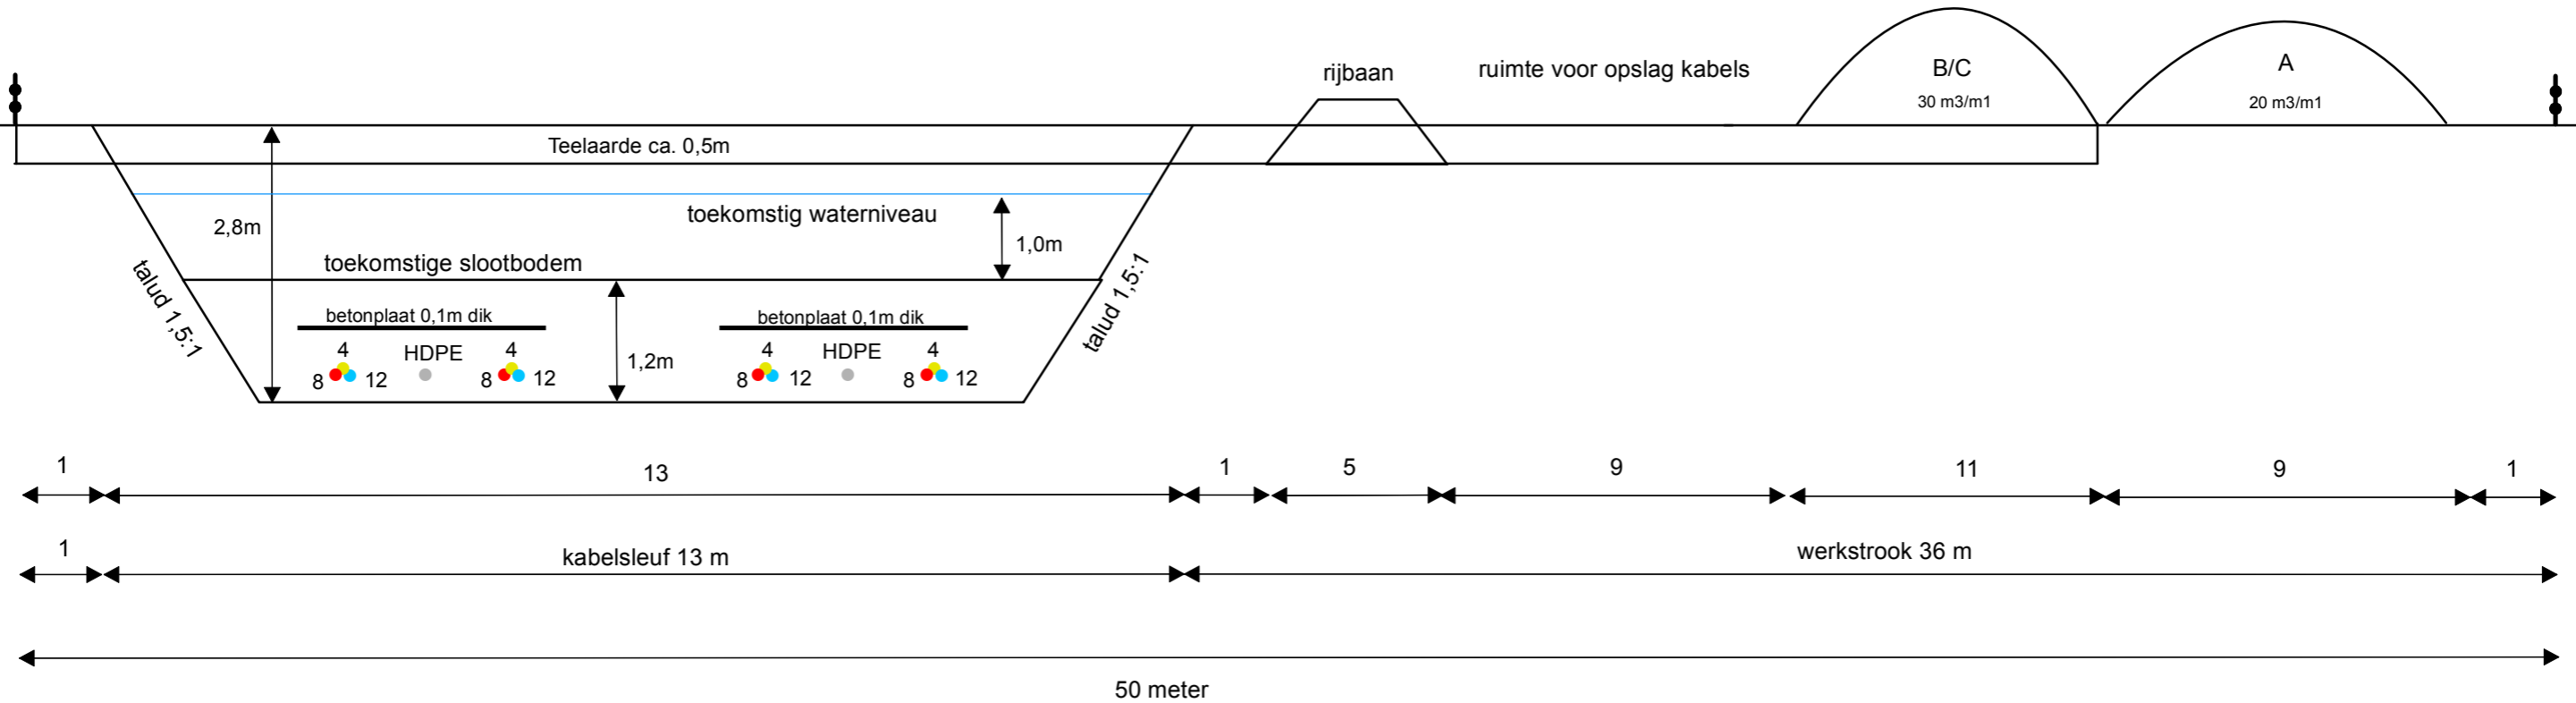 rijbaan
ruimte voor opslag kabels
B/C
30 m3/m1
A
20 m3/m1
Teelaarde ca. 0,5m
toekomstig waterniveau
2,8m
1,0m
toekomstige slootbodem
talud 1,5:1
talud 1,5:1
betonplaat 0,1m dik
betonplaat 0,1m dik
1,2m
4 HDPE 4
8 12 8 12
4 HDPE 4
8 12 8 12
1 13 1 5 9 11 9 1
1 kabelsleuf 13 m werkstrook 36 m
50 meter